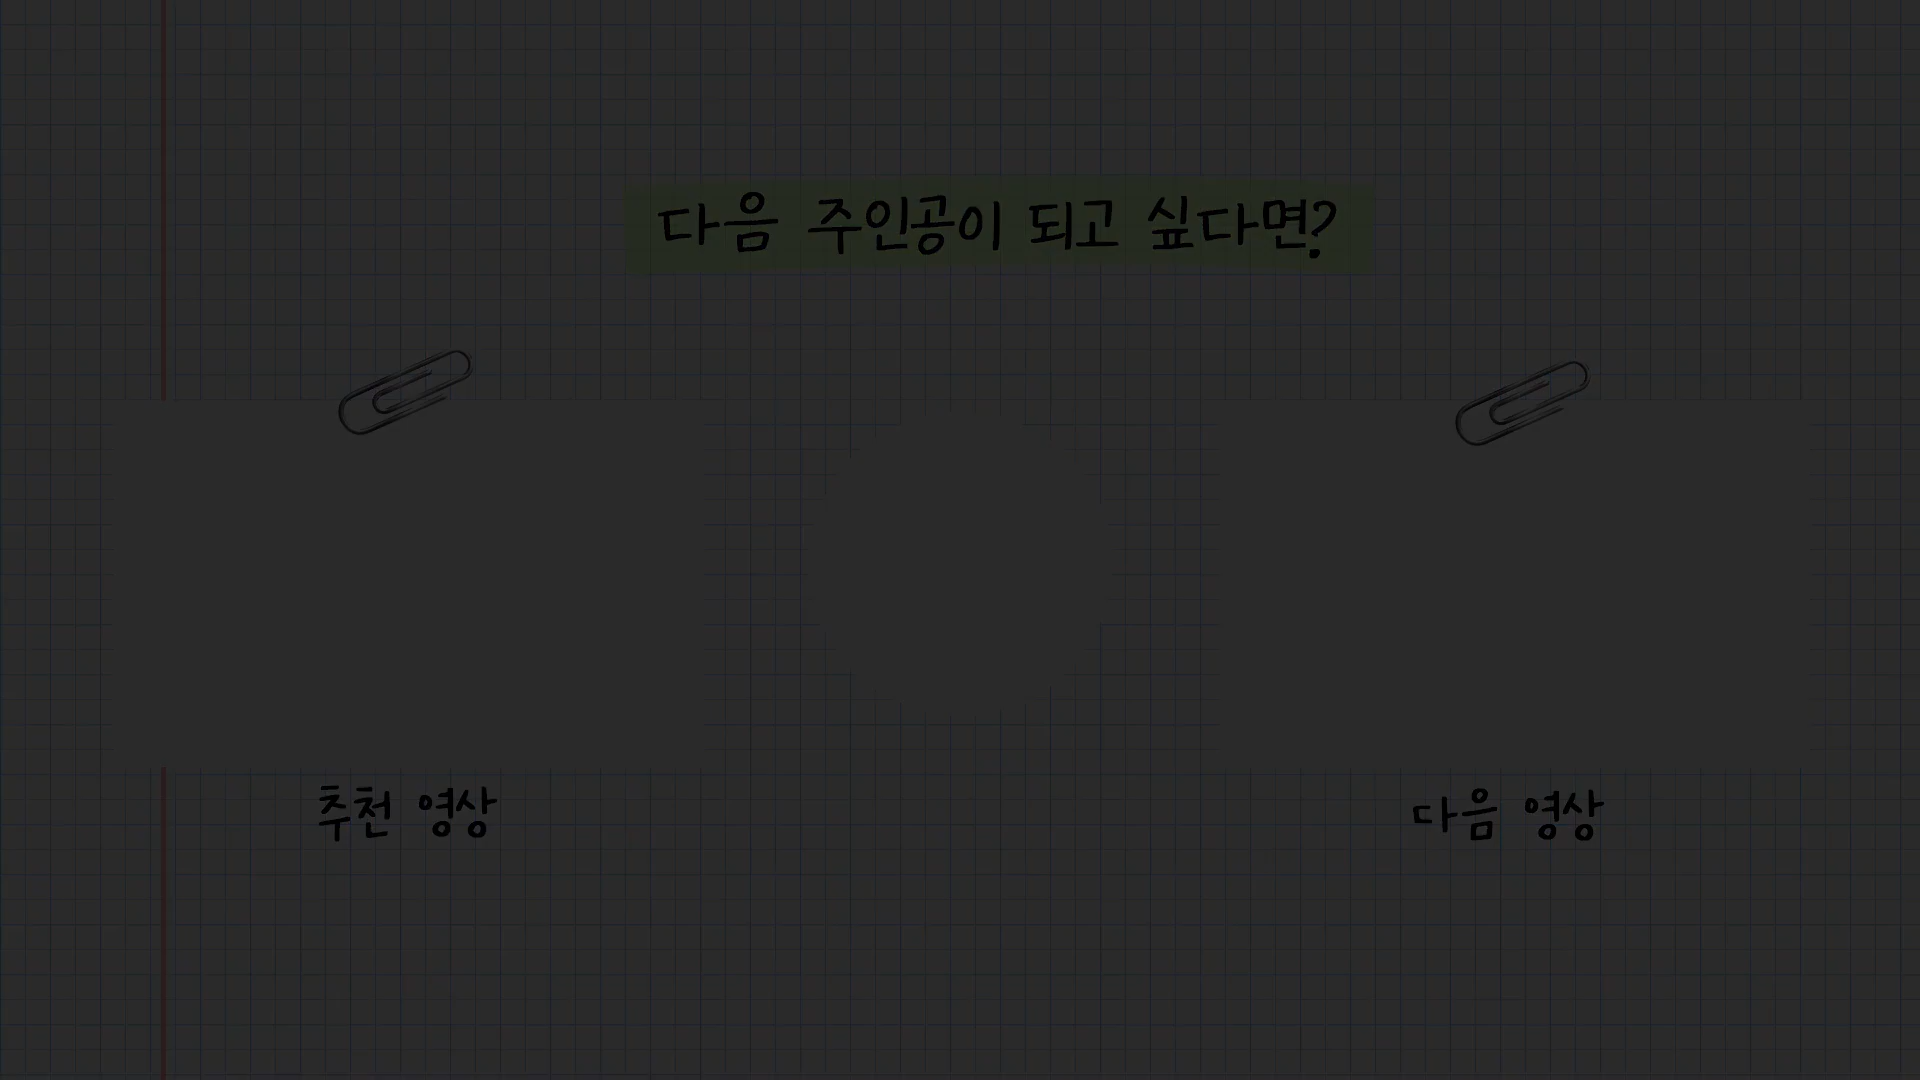 다음 주인공이 되고 싶다면?
추천 영상
다음 영상